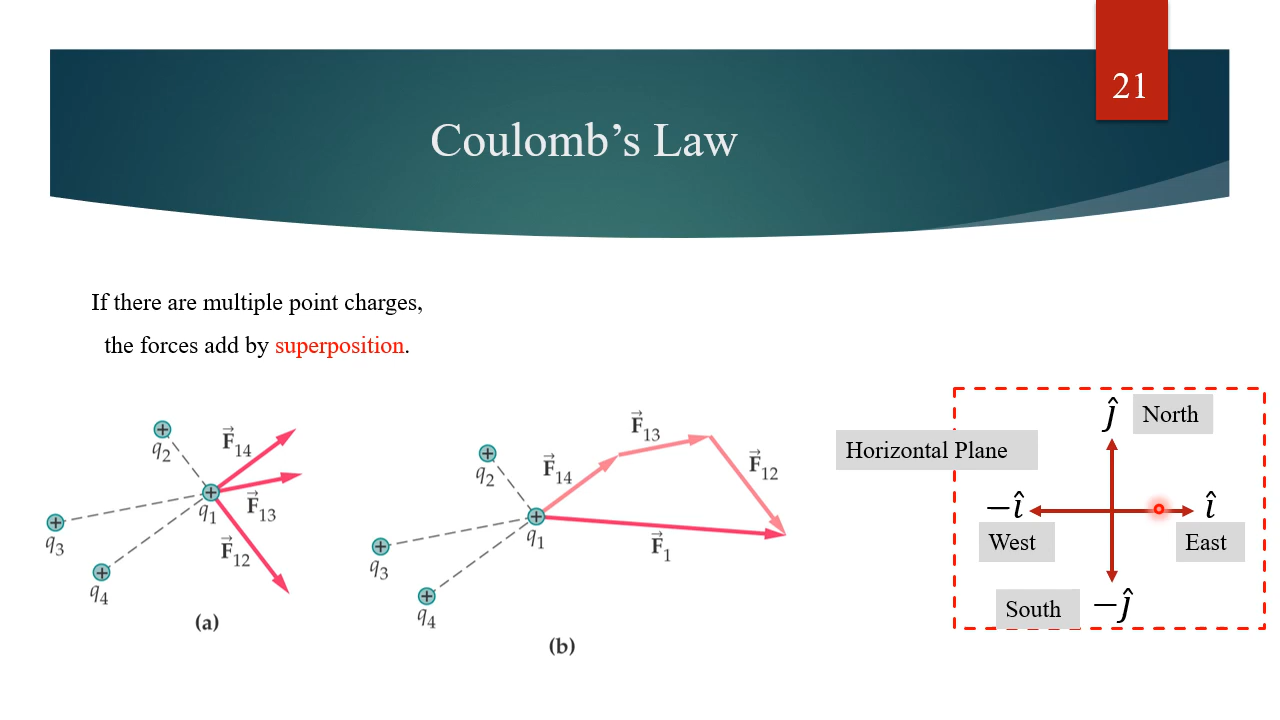 21
Coulomb's Law
If there are multiple point charges,
the forces add by superposition.
q₂
F⃗₁₄
q₁
F⃗₁₃
q₃
F⃗₁₂
q₄
(a)
F⃗₁₃
q₂
F⃗₁₄
F⃗₁₂
q₁
F⃗₁
q₃
q₄
(b)
ĵ North
Horizontal Plane
−î
î
West
East
South −ĵ